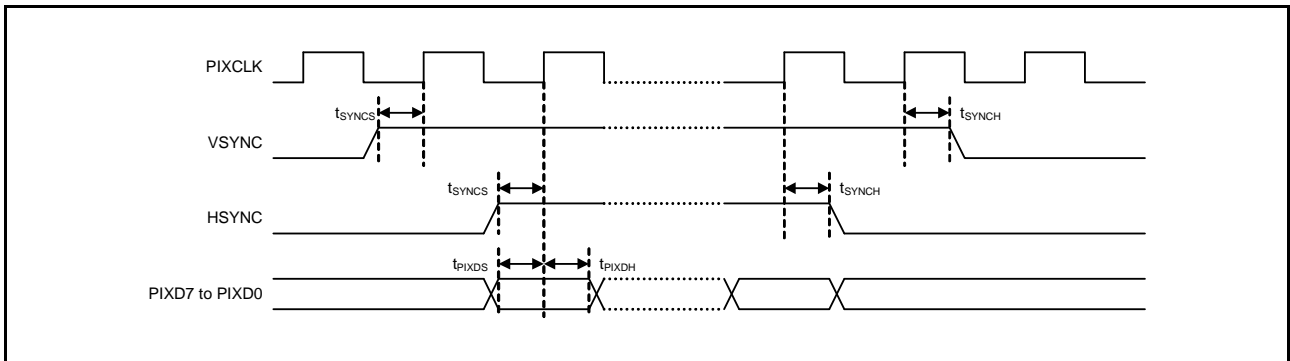 PIXCLK
tSYNCS
tSYNCH
VSYNC
tSYNCS
tSYNCH
HSYNC
tPIXDS
tPIXDH
PIXD7 to PIXD0